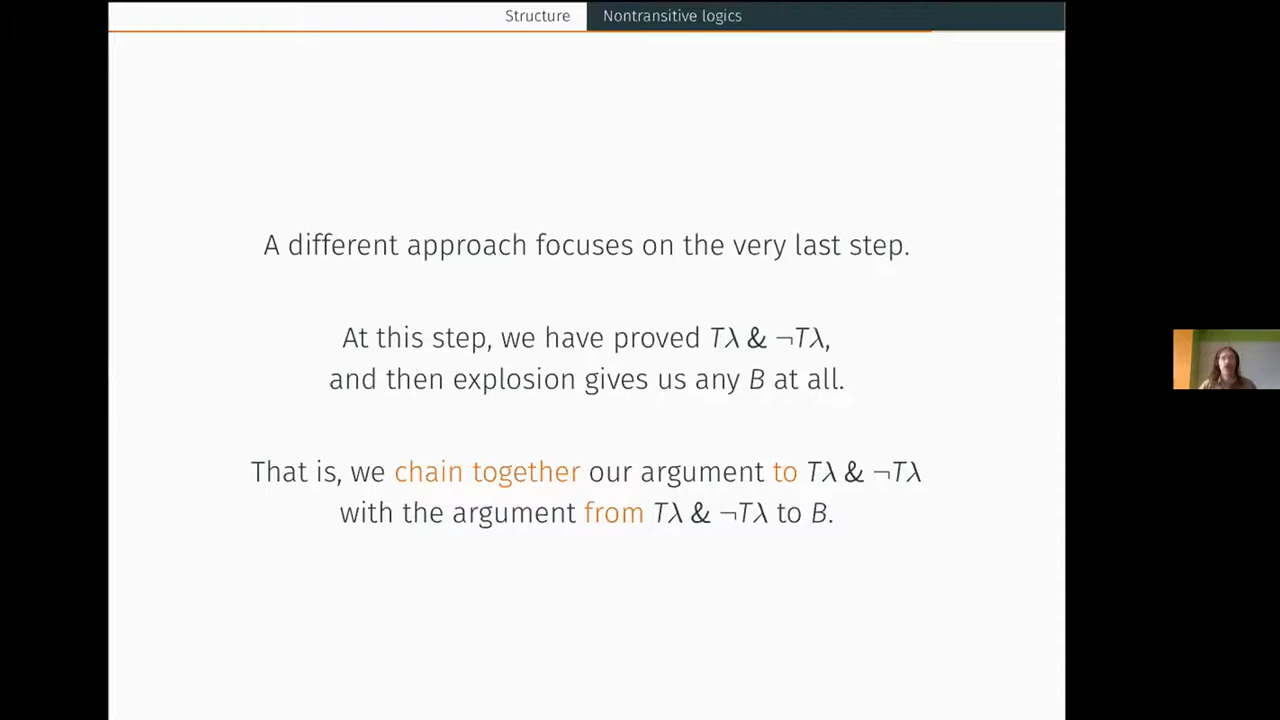 Structure
Nontransitive logics
A different approach focuses on the very last step.
At this step, we have proved Tλ & ¬Tλ,
and then explosion gives us any B at all.
That is, we chain together our argument to Tλ & ¬Tλ
with the argument from Tλ & ¬Tλ to B.